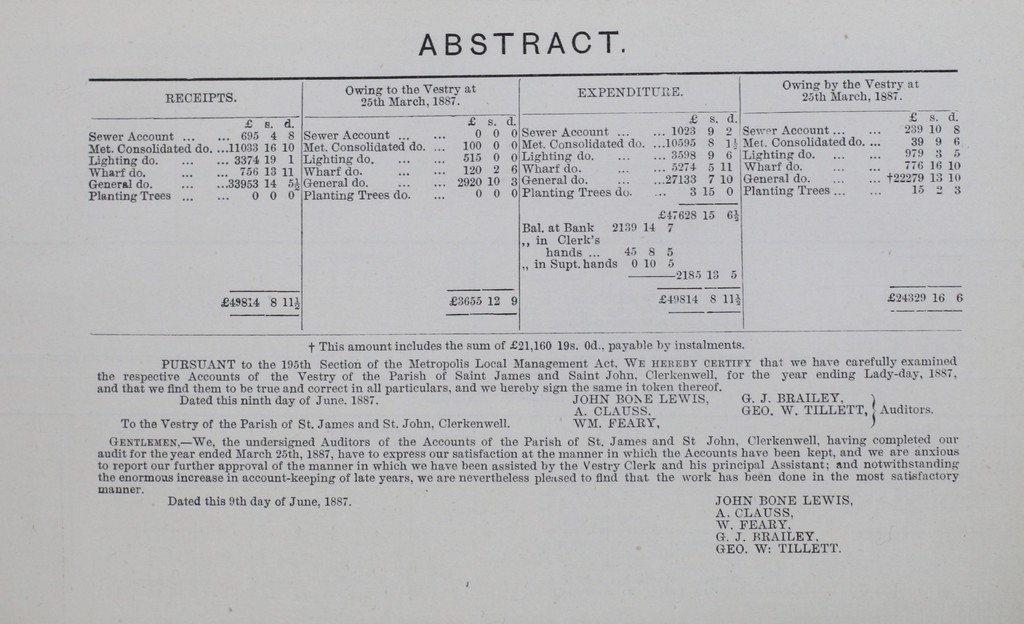 ABSTRACT.
RECEIPTS.
£ s. d.
Sewer Account ... ... 695 4 8
Met. Consolidated do. ...11033 16 10
Lighting do. ... ... 3374 19 1
Wharf do. ... ... 756 13 11
General do. ... ...33953 14 5½
Planting Trees ... ... 0 0 0
£49814 8 11½
Owing to the Vestry at
25th March, 1887.
£ s. d.
Sewer Account ... ... 0 0 0
Met. Consolidated do. ... 100 0 0
Lighting do. ... ... 515 0 0
Wharf do. ... ... 120 2 6
General do. ... ... 2920 10 3
Planting Trees do. ... 0 0 0
£3655 12 9
EXPENDITURE.
£ s. d.
Sewer Account ... ... 1023 9 2
Met. Consolidated do. ...10595 8 1½
Lighting do. ... ... 3598 9 6
Wharf do. ... ... 5274 5 11
General do. ... ...27133 7 10
Planting Trees do. ... 3 15 0
£47628 15 6½
Bal. at Bank 2139 14 7
„ in Clerk's
hands ... 45 8 5
„ in Supt. hands 0 10 5
2185 13 5
£49814 8 11½
Owing by the Vestry at
25th March, 1887.
£ s. d.
Sewer Account ... ... 239 10 8
Met. Consolidated do. ... 39 9 6
Lighting do. ... ... 979 3 5
Wharf do. ... ... 776 16 10
General do. ... ... †22279 13 10
Planting Trees ... ... 15 2 3
£24329 16 6
† This amount includes the sum of £21,160 19s. 0d., payable by instalments.
PURSUANT to the 195th Section of the Metropolis Local Management Act, WE HEREBY CERTIFY that we have carefully examined
the respective Accounts of the Vestry of the Parish of Saint James and Saint John, Clerkenwell, for the year ending Lady-day, 1887,
and that we find them to be true and correct in all particulars, and we hereby sign the same in token thereof.
Dated this ninth day of June, 1887. JOHN BONE LEWIS, G. J. BRAILEY,
A. CLAUSS, GEO. W. TILLETT, } Auditors.
To the Vestry of the Parish of St. James and St. John, Clerkenwell. WM. FEARY,
GENTLEMEN,—We, the undersigned Auditors of the Accounts of the Parish of St. James and St John, Clerkenwell, having completed our
audit for the year ended March 25th, 1887, have to express our satisfaction at the manner in which the Accounts have been kept, and we are anxious
to report our further approval of the manner in which we have been assisted by the Vestry Clerk and his principal Assistant; and notwithstanding
the enormous increase in account-keeping of late years, we are nevertheless pleased to find that the work has been done in the most satisfactory
manner.
Dated this 9th day of June, 1887. JOHN BONE LEWIS,
A. CLAUSS,
W. FEARY,
G. J. BRAILEY,
GEO. W: TILLETT.